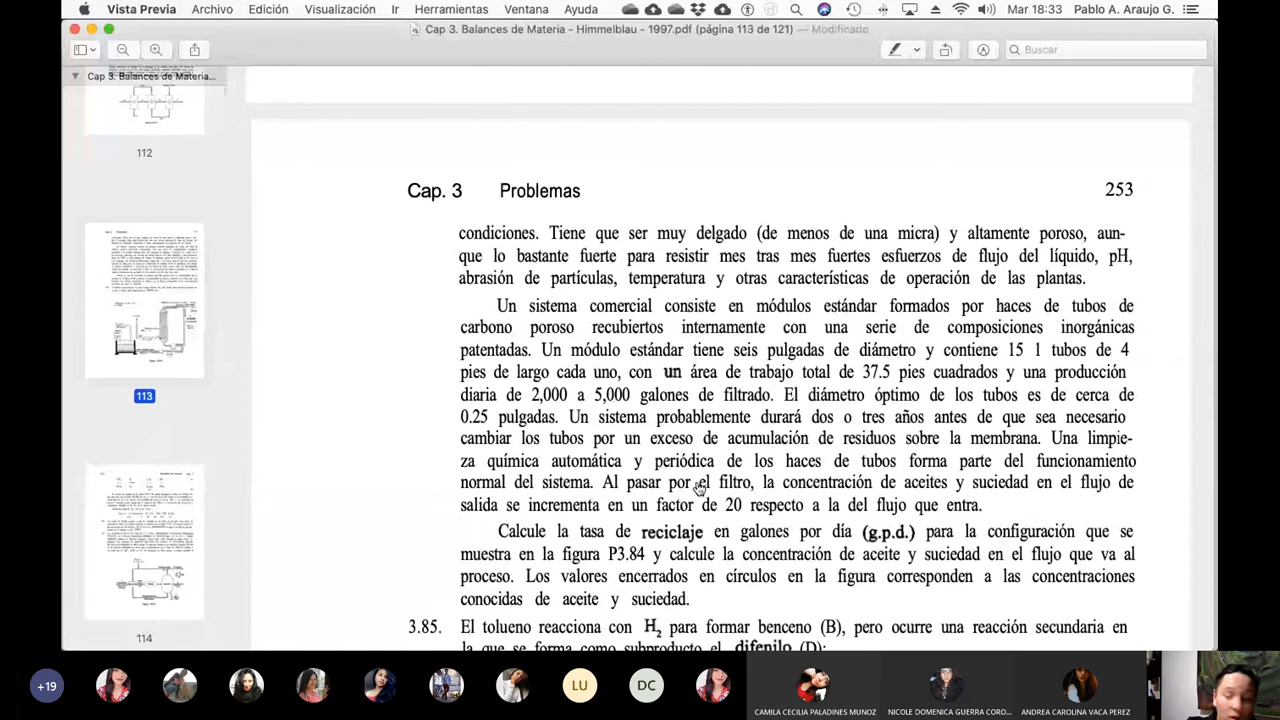 Vista Previa Archivo Edición Visualización Ir Herramientas Ventana Ayuda Mar 18:33 Pablo A. Araujo G.
Cap 3. Balances de Materia - Himmelblau - 1997.pdf (página 113 de 121) — Modificado
Buscar
Cap 3. Balances de Materia...
112
113
114
Cap. 3 Problemas 253
condiciones. Tiene que ser muy delgado (de menos de una micra) y altamente poroso, aun-
que lo bastante fuerte para resistir mes tras mes fuertes esfuerzos de flujo del líquido, pH,
abrasión de partículas, temperatura y otras características de operación de las plantas.
Un sistema comercial consiste en módulos estándar formados por haces de tubos de
carbono poroso recubiertos internamente con una serie de composiciones inorgánicas
patentadas. Un módulo estándar tiene seis pulgadas de diámetro y contiene 15 1 tubos de 4
pies de largo cada uno, con un área de trabajo total de 37.5 pies cuadrados y una producción
diaria de 2,000 a 5,000 galones de filtrado. El diámetro óptimo de los tubos es de cerca de
0.25 pulgadas. Un sistema probablemente durará dos o tres años antes de que sea necesario
cambiar los tubos por un exceso de acumulación de residuos sobre la membrana. Una limpie-
za química automática y periódica de los haces de tubos forma parte del funcionamiento
normal del sistema. Al pasar por el filtro, la concentración de aceites y suciedad en el flujo de
salida se incrementa en un factor de 20 respecto a la del flujo que entra.
Calcule la tasa de reciclaje en galones por día (g.p.d.) para la configuración que se
muestra en la figura P3.84 y calcule la concentración de aceite y suciedad en el flujo que va al
proceso. Los valores encerrados en círculos en la figura corresponden a las concentraciones
conocidas de aceite y suciedad.
3.85. El tolueno reacciona con H₂ para formar benceno (B), pero ocurre una reacción secundaria en
la que se forma como subproducto el difenilo (D):
+19 LU DC
CAMILA CECILIA PALADINES MUNOZ NICOLE DOMENICA GUERRA CORO... ANDREA CAROLINA VACA PEREZ